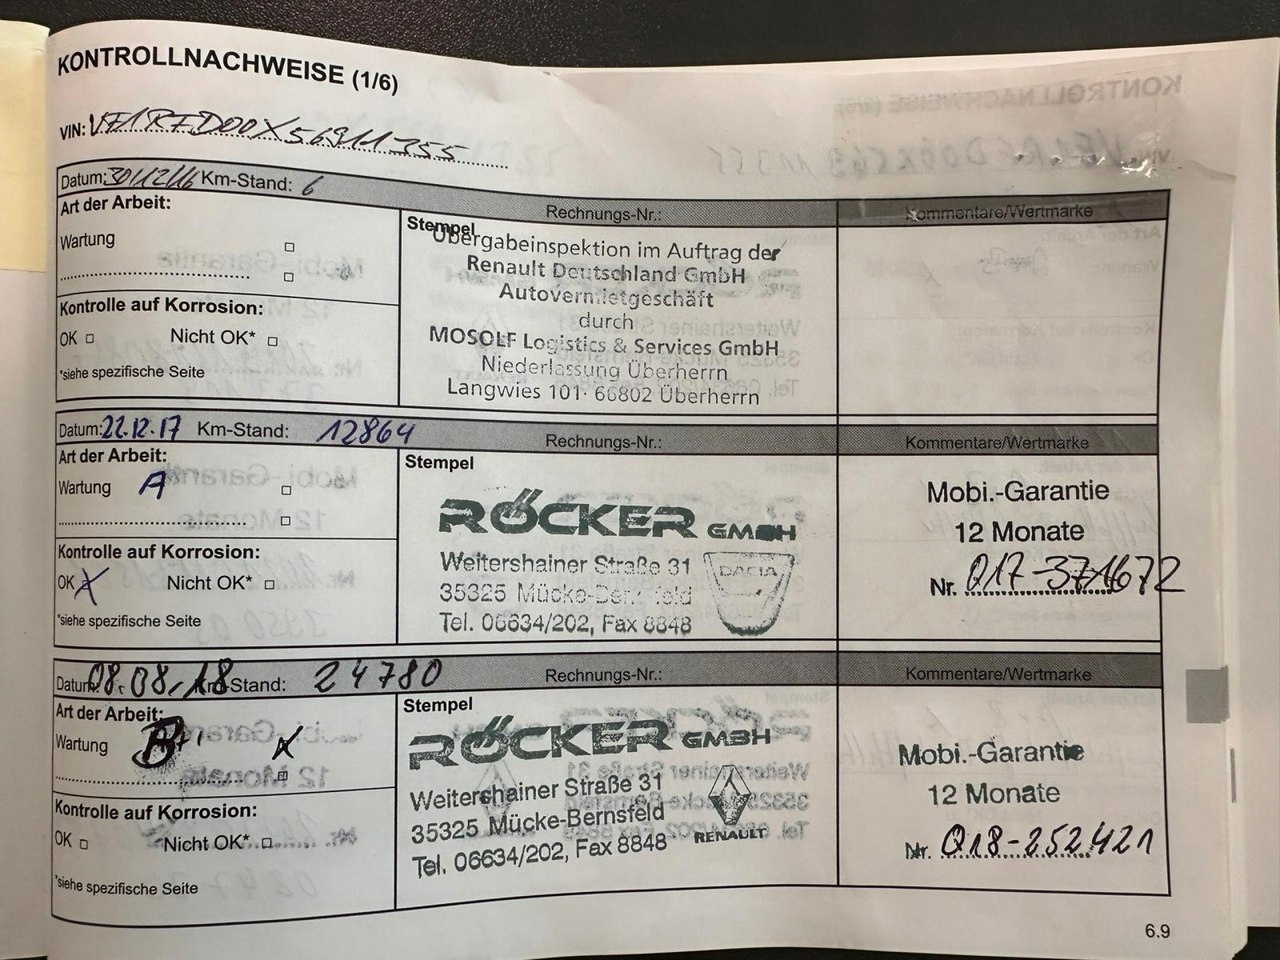 KONTROLLNACHWEISE (1/6)
VIN: VF1RFD00X56911355
Datum: 30/12/16 Km-Stand: 6
Art der Arbeit:
Rechnungs-Nr.:
Kommentare/Wertmarke
Stempel
Wartung
Kontrolle auf Korrosion:
OK
Nicht OK*
*siehe spezifische Seite
Übergabeinspektion im Auftrag der
Renault Deutschland GmbH
Autovermietgeschäft
durch
MOSOLF Logistics & Services GmbH
Niederlassung Überherrn
Langwies 101· 66802 Überherrn
Datum: 22.12.17 Km-Stand: 12864
Rechnungs-Nr.:
Kommentare/Wertmarke
Art der Arbeit:
Wartung A
Kontrolle auf Korrosion:
OK X Nicht OK*
*siehe spezifische Seite
Stempel
RÖCKER GMBH
Weitershainer Straße 31
35325 Mücke-Bernsfeld
Tel. 06634/202, Fax 8848
DACIA
Mobi.-Garantie
12 Monate
Nr. Q17-371672
Datum: 08.08.18 Km-Stand: 24780
Rechnungs-Nr.:
Kommentare/Wertmarke
Art der Arbeit:
Wartung X
Kontrolle auf Korrosion:
OK
Nicht OK*
*siehe spezifische Seite
Stempel
RÖCKER GMBH
Weitershainer Straße 31
35325 Mücke-Bernsfeld
Tel. 06634/202, Fax 8848
RENAULT
Mobi.-Garantie
12 Monate
Nr. Q18-252421
6.9